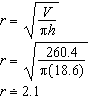 r = √(V/πh)
r = √(260.4/π(18.6))
r ≐ 2.1